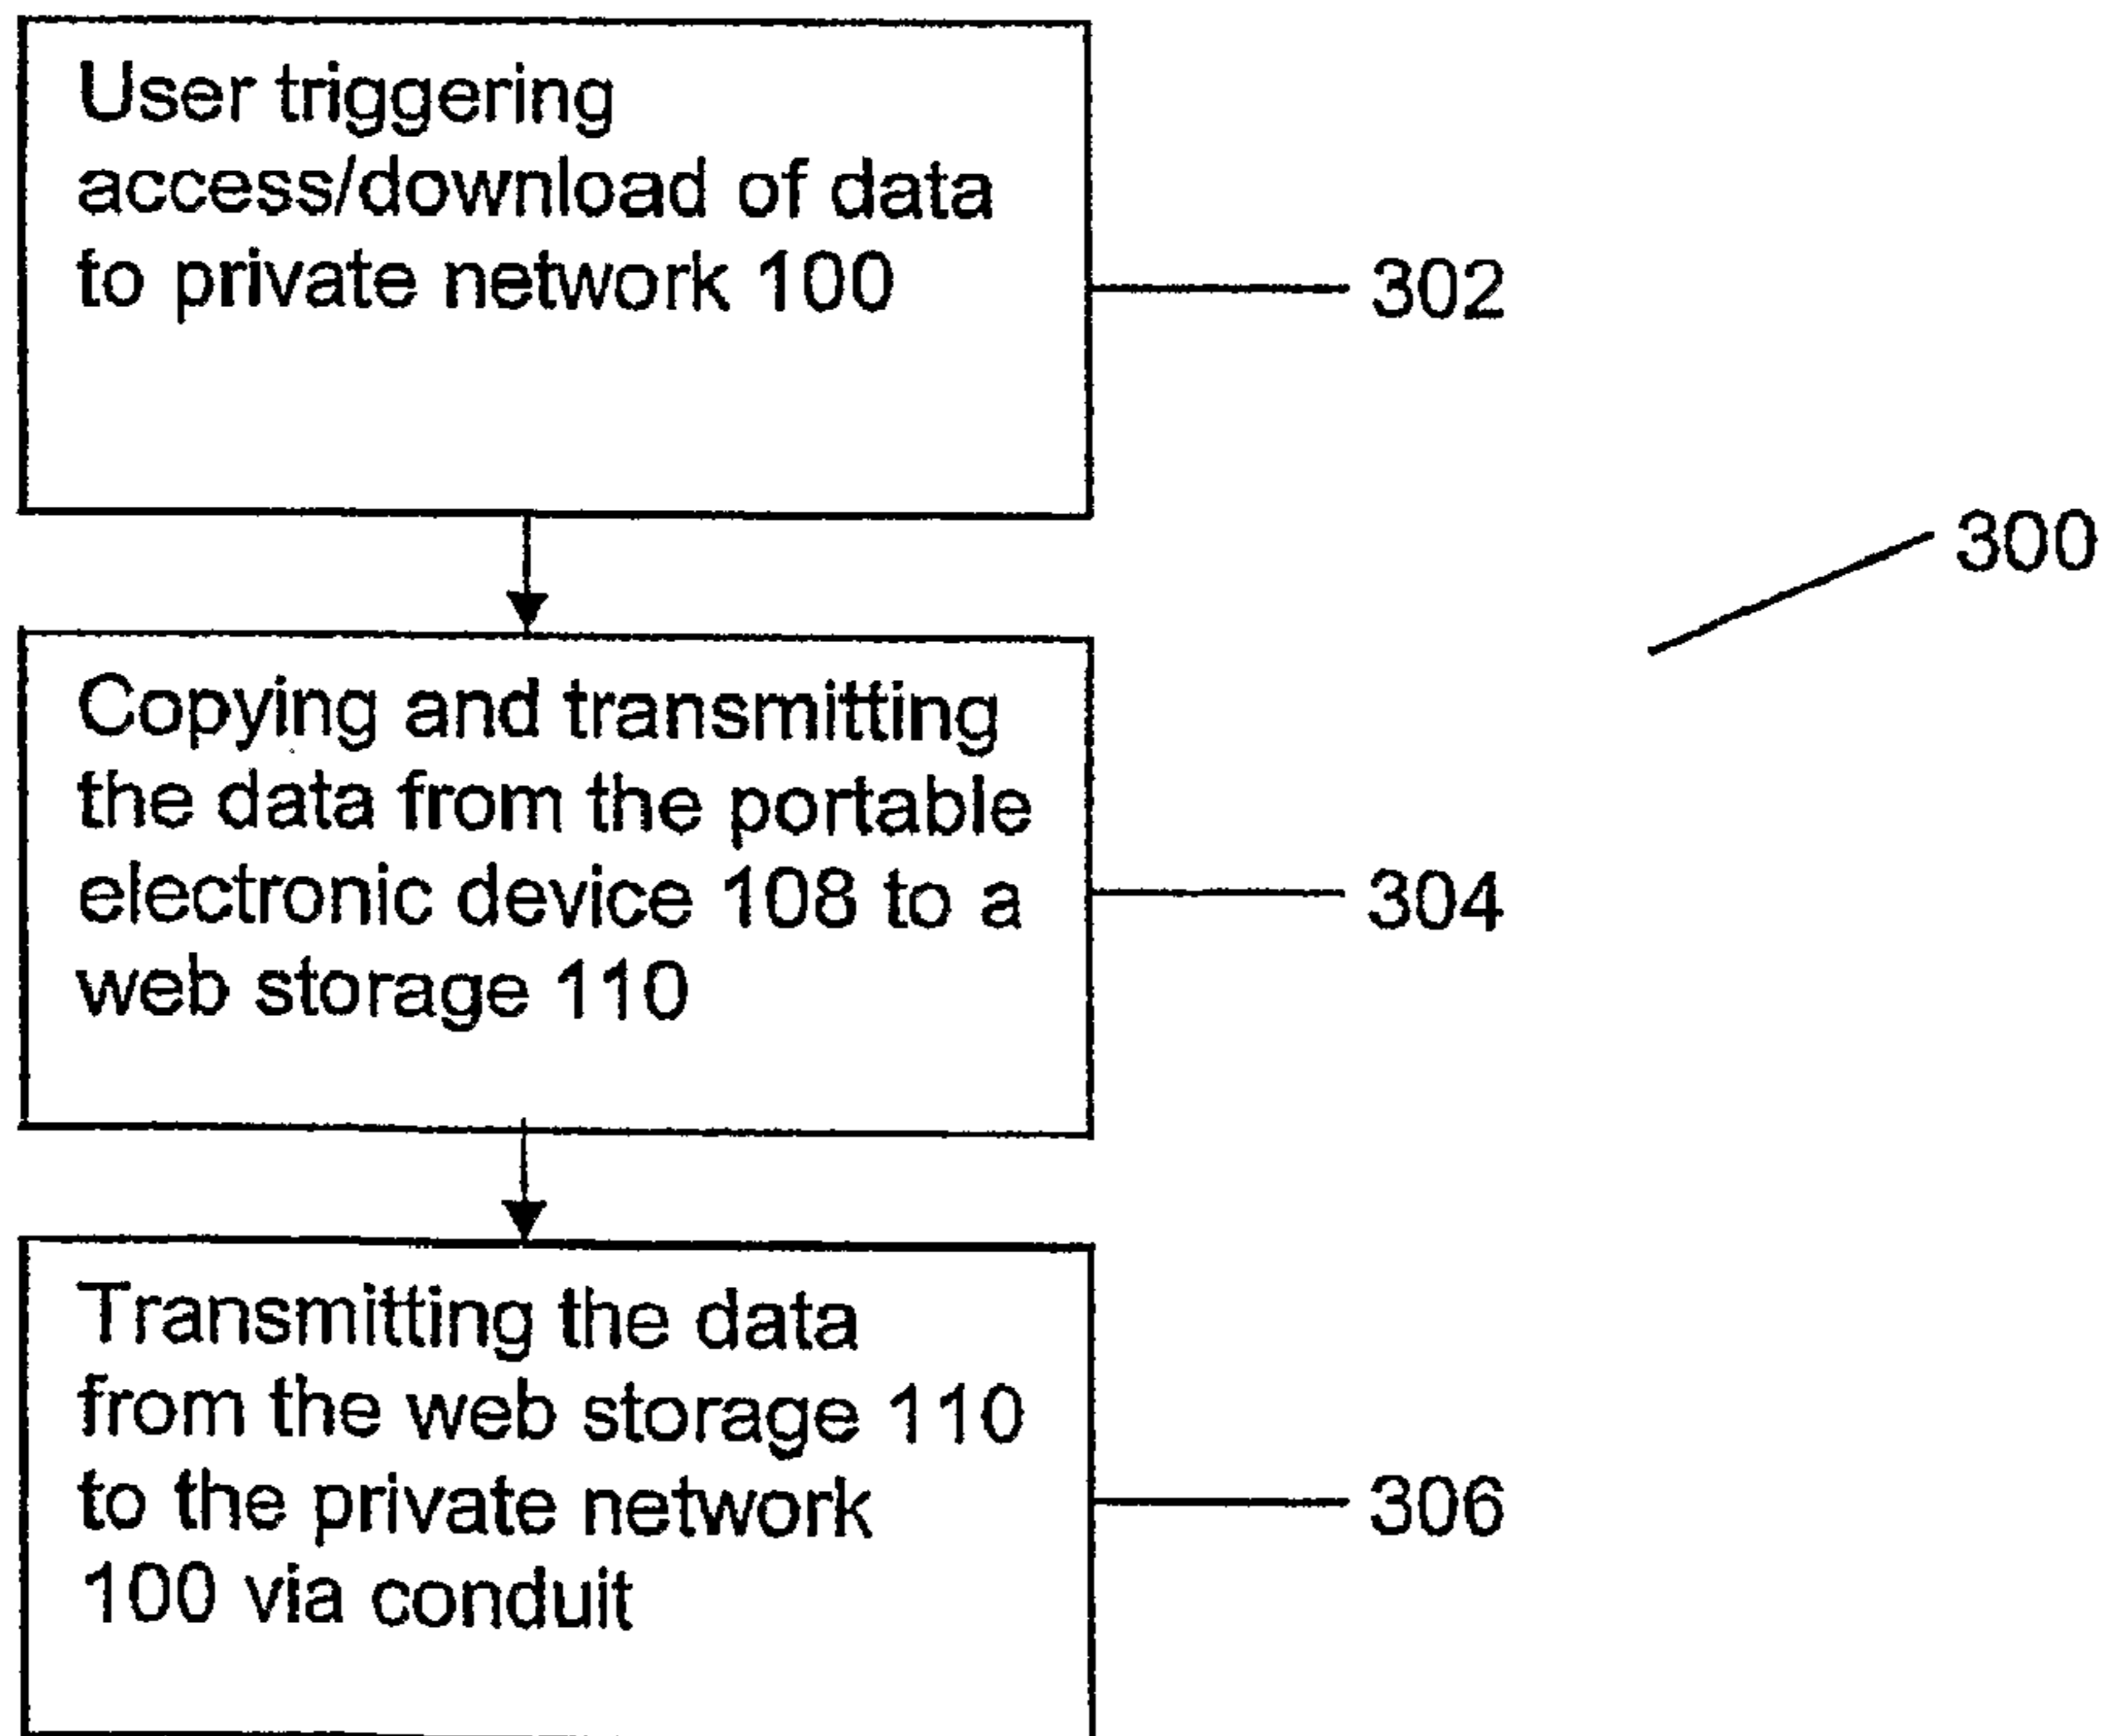 User triggering
access/download of data
to private network 100
302
300
Copying and transmitting
the data from the portable
electronic device 108 to a
web storage 110
304
Transmitting the data
from the web storage 110
to the private network
100 via conduit
306